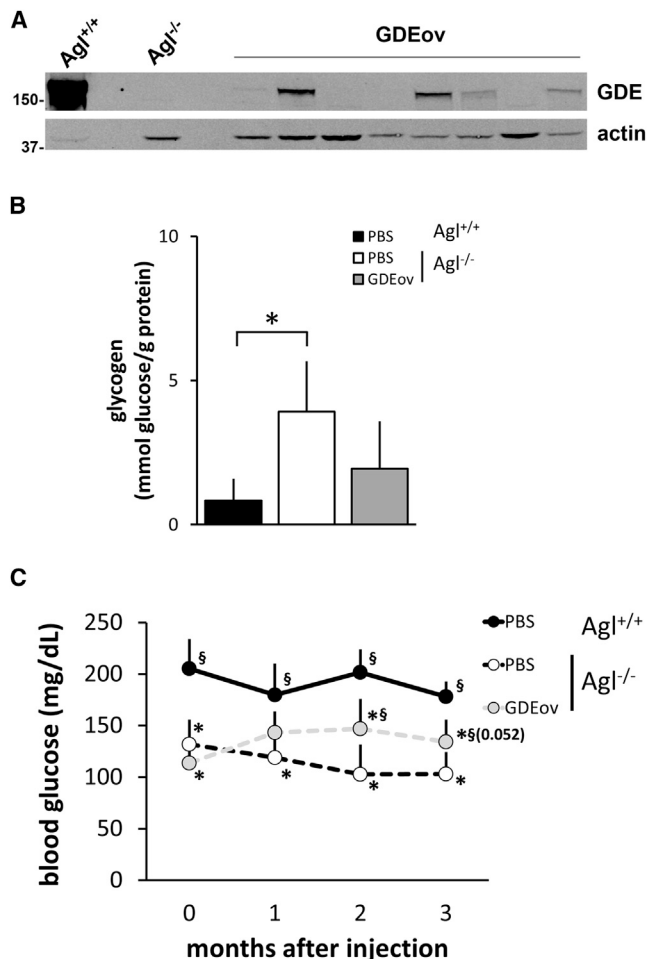 A
Agl+/+
Agl-/-
GDEov
150-
GDE
37-
actin
B
glycogen
(mmol glucose/g protein)
10
5
0
*
PBS Agl+/+
PBS Agl-/-
GDEov
C
blood glucose (mg/dL)
250
200
150
100
50
0
§
§
§
§
*
*
*
*§
*
*§(0.052)
*
PBS Agl+/+
PBS Agl-/-
GDEov
0 1 2 3
months after injection